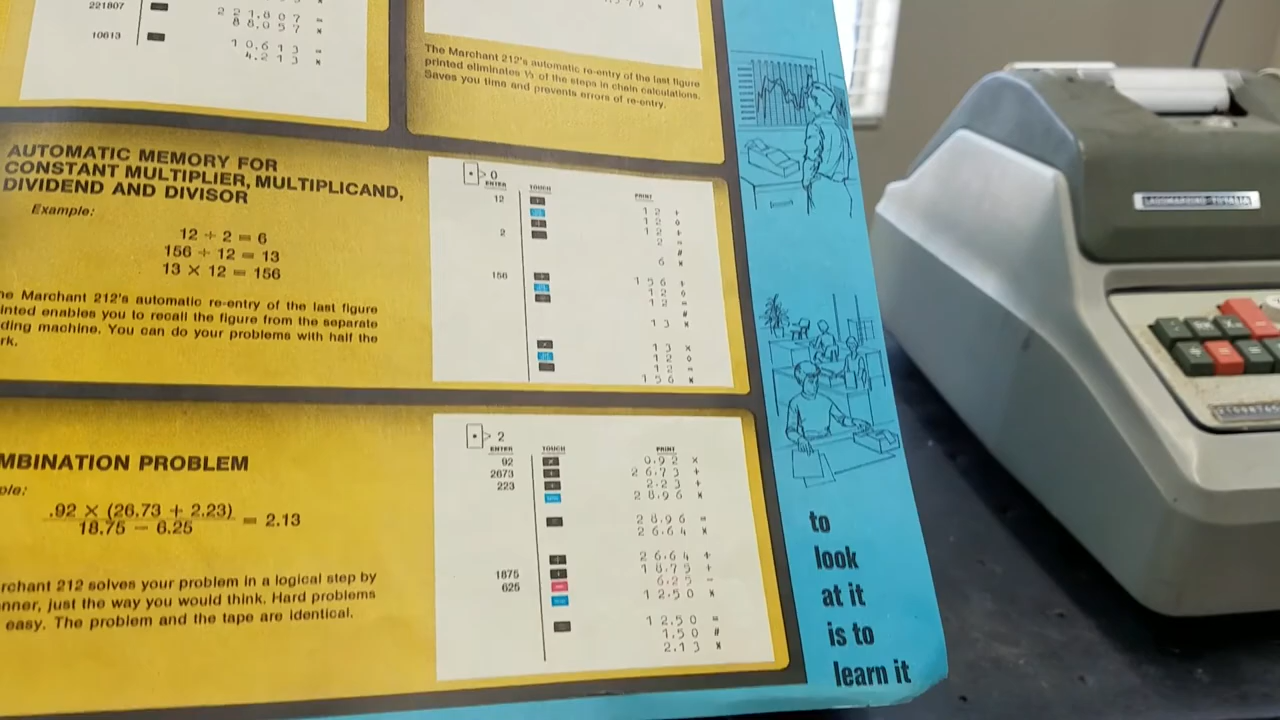 221807
2 2 1,8 0 7 =
8 8,0 5 7 *
10613
1 0,6 1 3 =
4,2 1 3 *
The Marchant 212's automatic re-entry of the last figure
printed eliminates ⅓ of the steps in chain calculations.
Saves you time and prevents errors of re-entry.
AUTOMATIC MEMORY FOR
CONSTANT MULTIPLIER, MULTIPLICAND,
DIVIDEND AND DIVISOR
Example:
12 ÷ 2 = 6
156 ÷ 12 = 13
13 × 12 = 156
he Marchant 212's automatic re-entry of the last figure
inted enables you to recall the figure from the separate
ding machine. You can do your problems with half the
rk.
0
ENTER TOUCH PRINT
12
1 2 +
1 2 ◊
1 2 ÷
2
2 =
#
6 *
156
1 5 6 ÷
1 2 ◊
1 2 =
#
1 3 *
1 3 ×
1 2 ◊
1 2 =
1 5 6 *
MBINATION PROBLEM
ple:
.92 × (26.73 + 2.23)
18.75 − 6.25
= 2.13
rchant 212 solves your problem in a logical step by
nner, just the way you would think. Hard problems
easy. The problem and the tape are identical.
2
ENTER TOUCH PRINT
92 0.9 2 ×
2673 2 6.7 3 +
223 2.2 3 +
2 8.9 6 *
2 8.9 6 =
2 6.6 4 *
2 6.6 4 ÷
1875 1 8.7 5 +
625 6.2 5 −
1 2.5 0 *
1 2.5 0 =
1.5 0 #
2.1 3 *
to
look
at it
is to
learn it